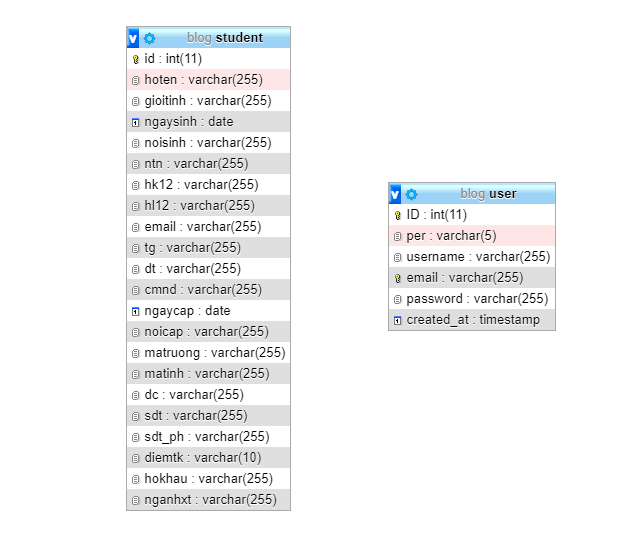 blog student
id : int(11)
hoten : varchar(255)
gioitinh : varchar(255)
ngaysinh : date
noisinh : varchar(255)
ntn : varchar(255)
hk12 : varchar(255)
hl12 : varchar(255)
email : varchar(255)
tg : varchar(255)
dt : varchar(255)
cmnd : varchar(255)
ngaycap : date
noicap : varchar(255)
matruong : varchar(255)
matinh : varchar(255)
dc : varchar(255)
sdt : varchar(255)
sdt_ph : varchar(255)
diemtk : varchar(10)
hokhau : varchar(255)
nganhxt : varchar(255)
blog user
ID : int(11)
per : varchar(5)
username : varchar(255)
email : varchar(255)
password : varchar(255)
created_at : timestamp